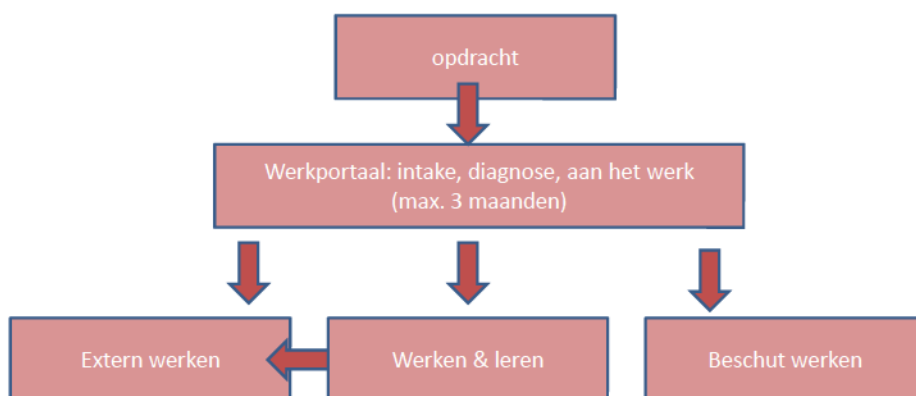 opdracht
Werkportaal: intake, diagnose, aan het werk
(max. 3 maanden)
Extern werken
Werken & leren
Beschut werken